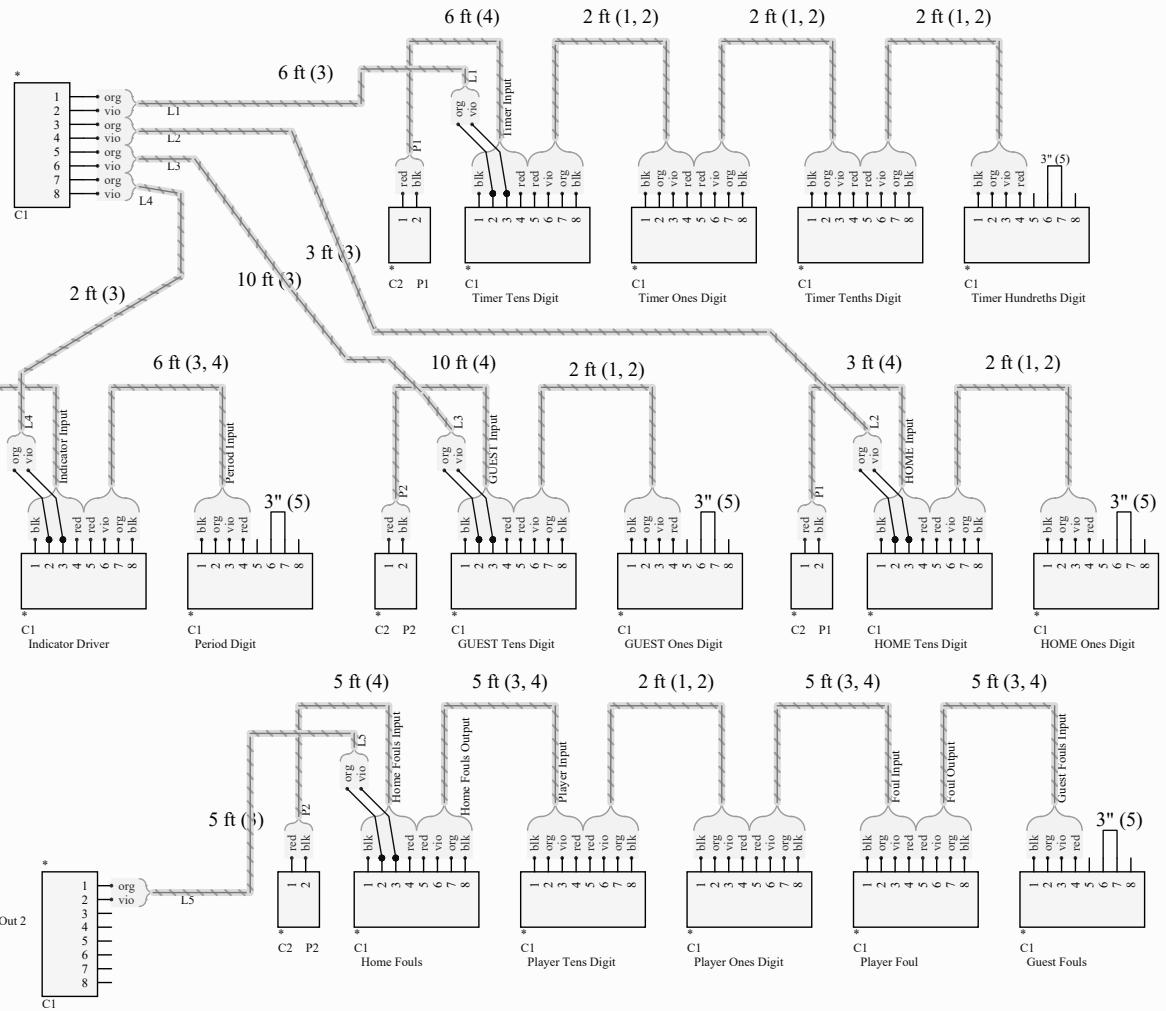 6 ft (4)
2 ft (1, 2)
2 ft (1, 2)
2 ft (1, 2)
6 ft (3)
*
1 org
2 vio
3 org
4 vio
5 org
6 vio
7 org
8 vio
C1
L1
L2
L3
L4
L1
org vio
Timer Input
P1
red blk
1 2
*
C2 P1
blk red red vio org blk
1 2 3 4 5 6 7 8
*
C1
Timer Tens Digit
blk org vio red red vio org blk
1 2 3 4 5 6 7 8
*
C1
Timer Ones Digit
blk org vio red red vio org blk
1 2 3 4 5 6 7 8
*
C1
Timer Tenths Digit
3" (5)
blk org vio red
1 2 3 4 5 6 7 8
*
C1
Timer Hundreths Digit
3 ft (3)
10 ft (3)
2 ft (3)
6 ft (3, 4)
10 ft (4)
2 ft (1, 2)
3 ft (4)
2 ft (1, 2)
L4
org vio
Indicator Input
blk red red vio org blk
1 2 3 4 5 6 7 8
*
C1
Indicator Driver
Period Input
3" (5)
blk org vio red
1 2 3 4 5 6 7 8
*
C1
Period Digit
P2
red blk
1 2
*
C2 P2
L3
org vio
GUEST Input
blk red red vio org blk
1 2 3 4 5 6 7 8
*
C1
GUEST Tens Digit
3" (5)
blk org vio red
1 2 3 4 5 6 7 8
*
C1
GUEST Ones Digit
P1
red blk
1 2
*
C2 P1
L2
org vio
HOME Input
blk red red vio org blk
1 2 3 4 5 6 7 8
*
C1
HOME Tens Digit
3" (5)
blk org vio red
1 2 3 4 5 6 7 8
*
C1
HOME Ones Digit
5 ft (4)
5 ft (3, 4)
2 ft (1, 2)
5 ft (3, 4)
5 ft (3, 4)
5 ft (3)
*
1 org
2 vio
3
4
5
6
7
8
Out 2
C1
L5
P2
red blk
1 2
*
C2 P2
L5
org vio
Home Fouls Input
Home Fouls Output
blk red red vio org blk
1 2 3 4 5 6 7 8
*
C1
Home Fouls
Player Input
blk org vio red red vio org blk
1 2 3 4 5 6 7 8
*
C1
Player Tens Digit
blk org vio red red vio org blk
1 2 3 4 5 6 7 8
*
C1
Player Ones Digit
Foul Input
Foul Output
blk org vio red red vio org blk
1 2 3 4 5 6 7 8
*
C1
Player Foul
Guest Fouls Input
3" (5)
blk org vio red
1 2 3 4 5 6 7 8
*
C1
Guest Fouls